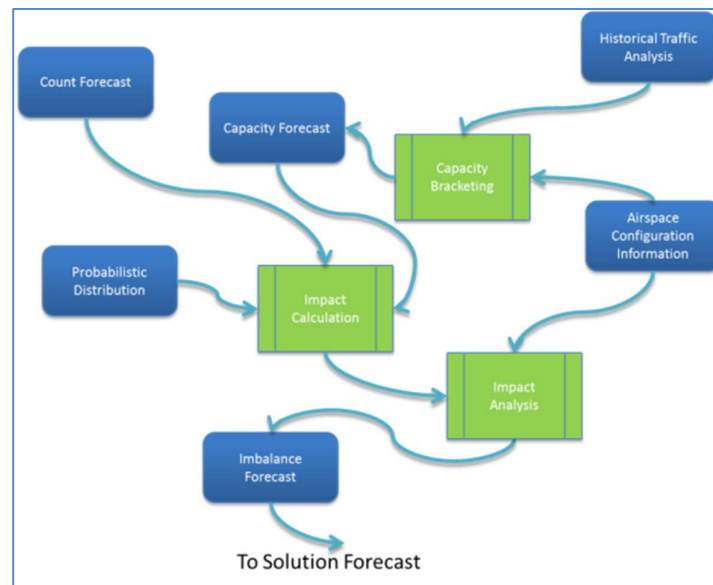 Historical Traffic
Analysis
Count Forecast
Capacity Forecast
Capacity
Bracketing
Airspace
Configuration
Information
Probabilistic
Distribution
Impact
Calculation
Impact
Analysis
Imbalance
Forecast
To Solution Forecast